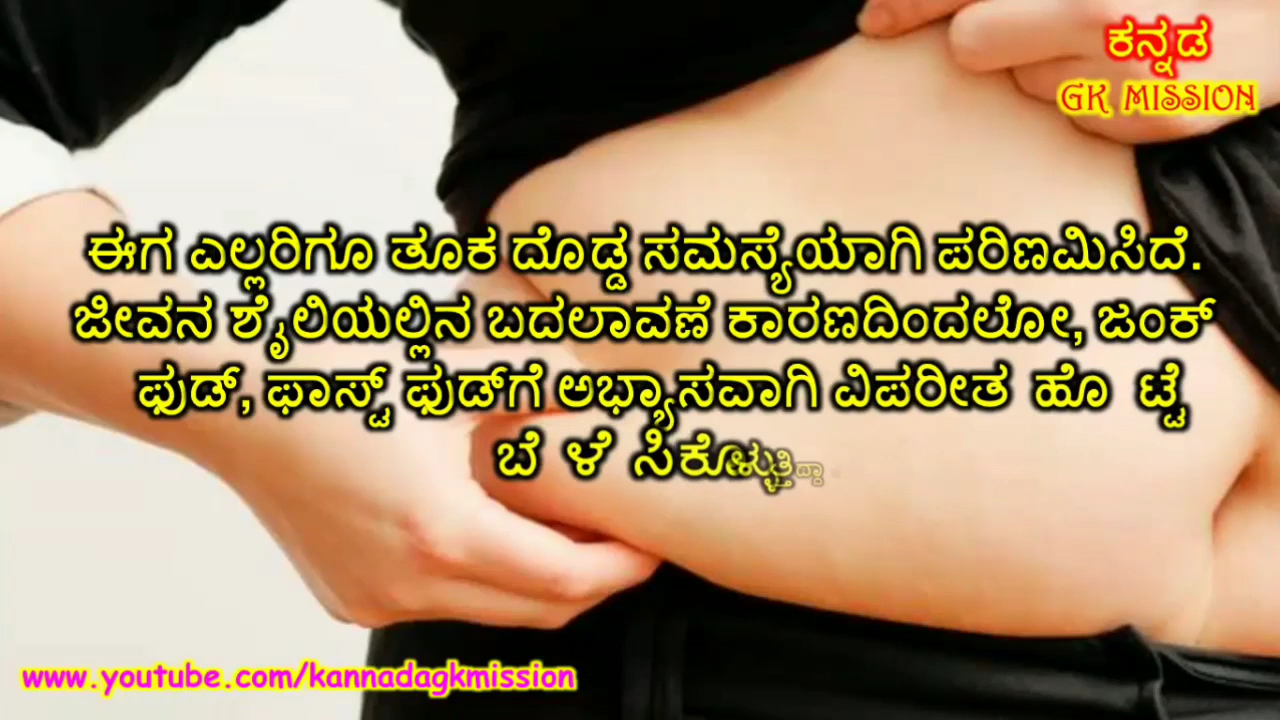 ಕನ್ನಡ
GK MISSION
ಈಗ ಎಲ್ಲರಿಗೂ ತೂಕ ದೊಡ್ಡ ಸಮಸ್ಯೆಯಾಗಿ ಪರಿಣಮಿಸಿದೆ.
ಜೀವನ ಶೈಲಿಯಲ್ಲಿನ ಬದಲಾವಣೆ ಕಾರಣದಿಂದಲೋ, ಜಂಕ್
ಫುಡ್, ಫಾಸ್ಟ್ ಫುಡ್‌ಗೆ ಅಭ್ಯಾಸವಾಗಿ ವಿಪರೀತ ಹೊಟ್ಟೆ
ಬೆಳೆಸಿಕೊಳ್ಳುತ್ತಿದ್ದಾ
www.youtube.com/kannadagkmission